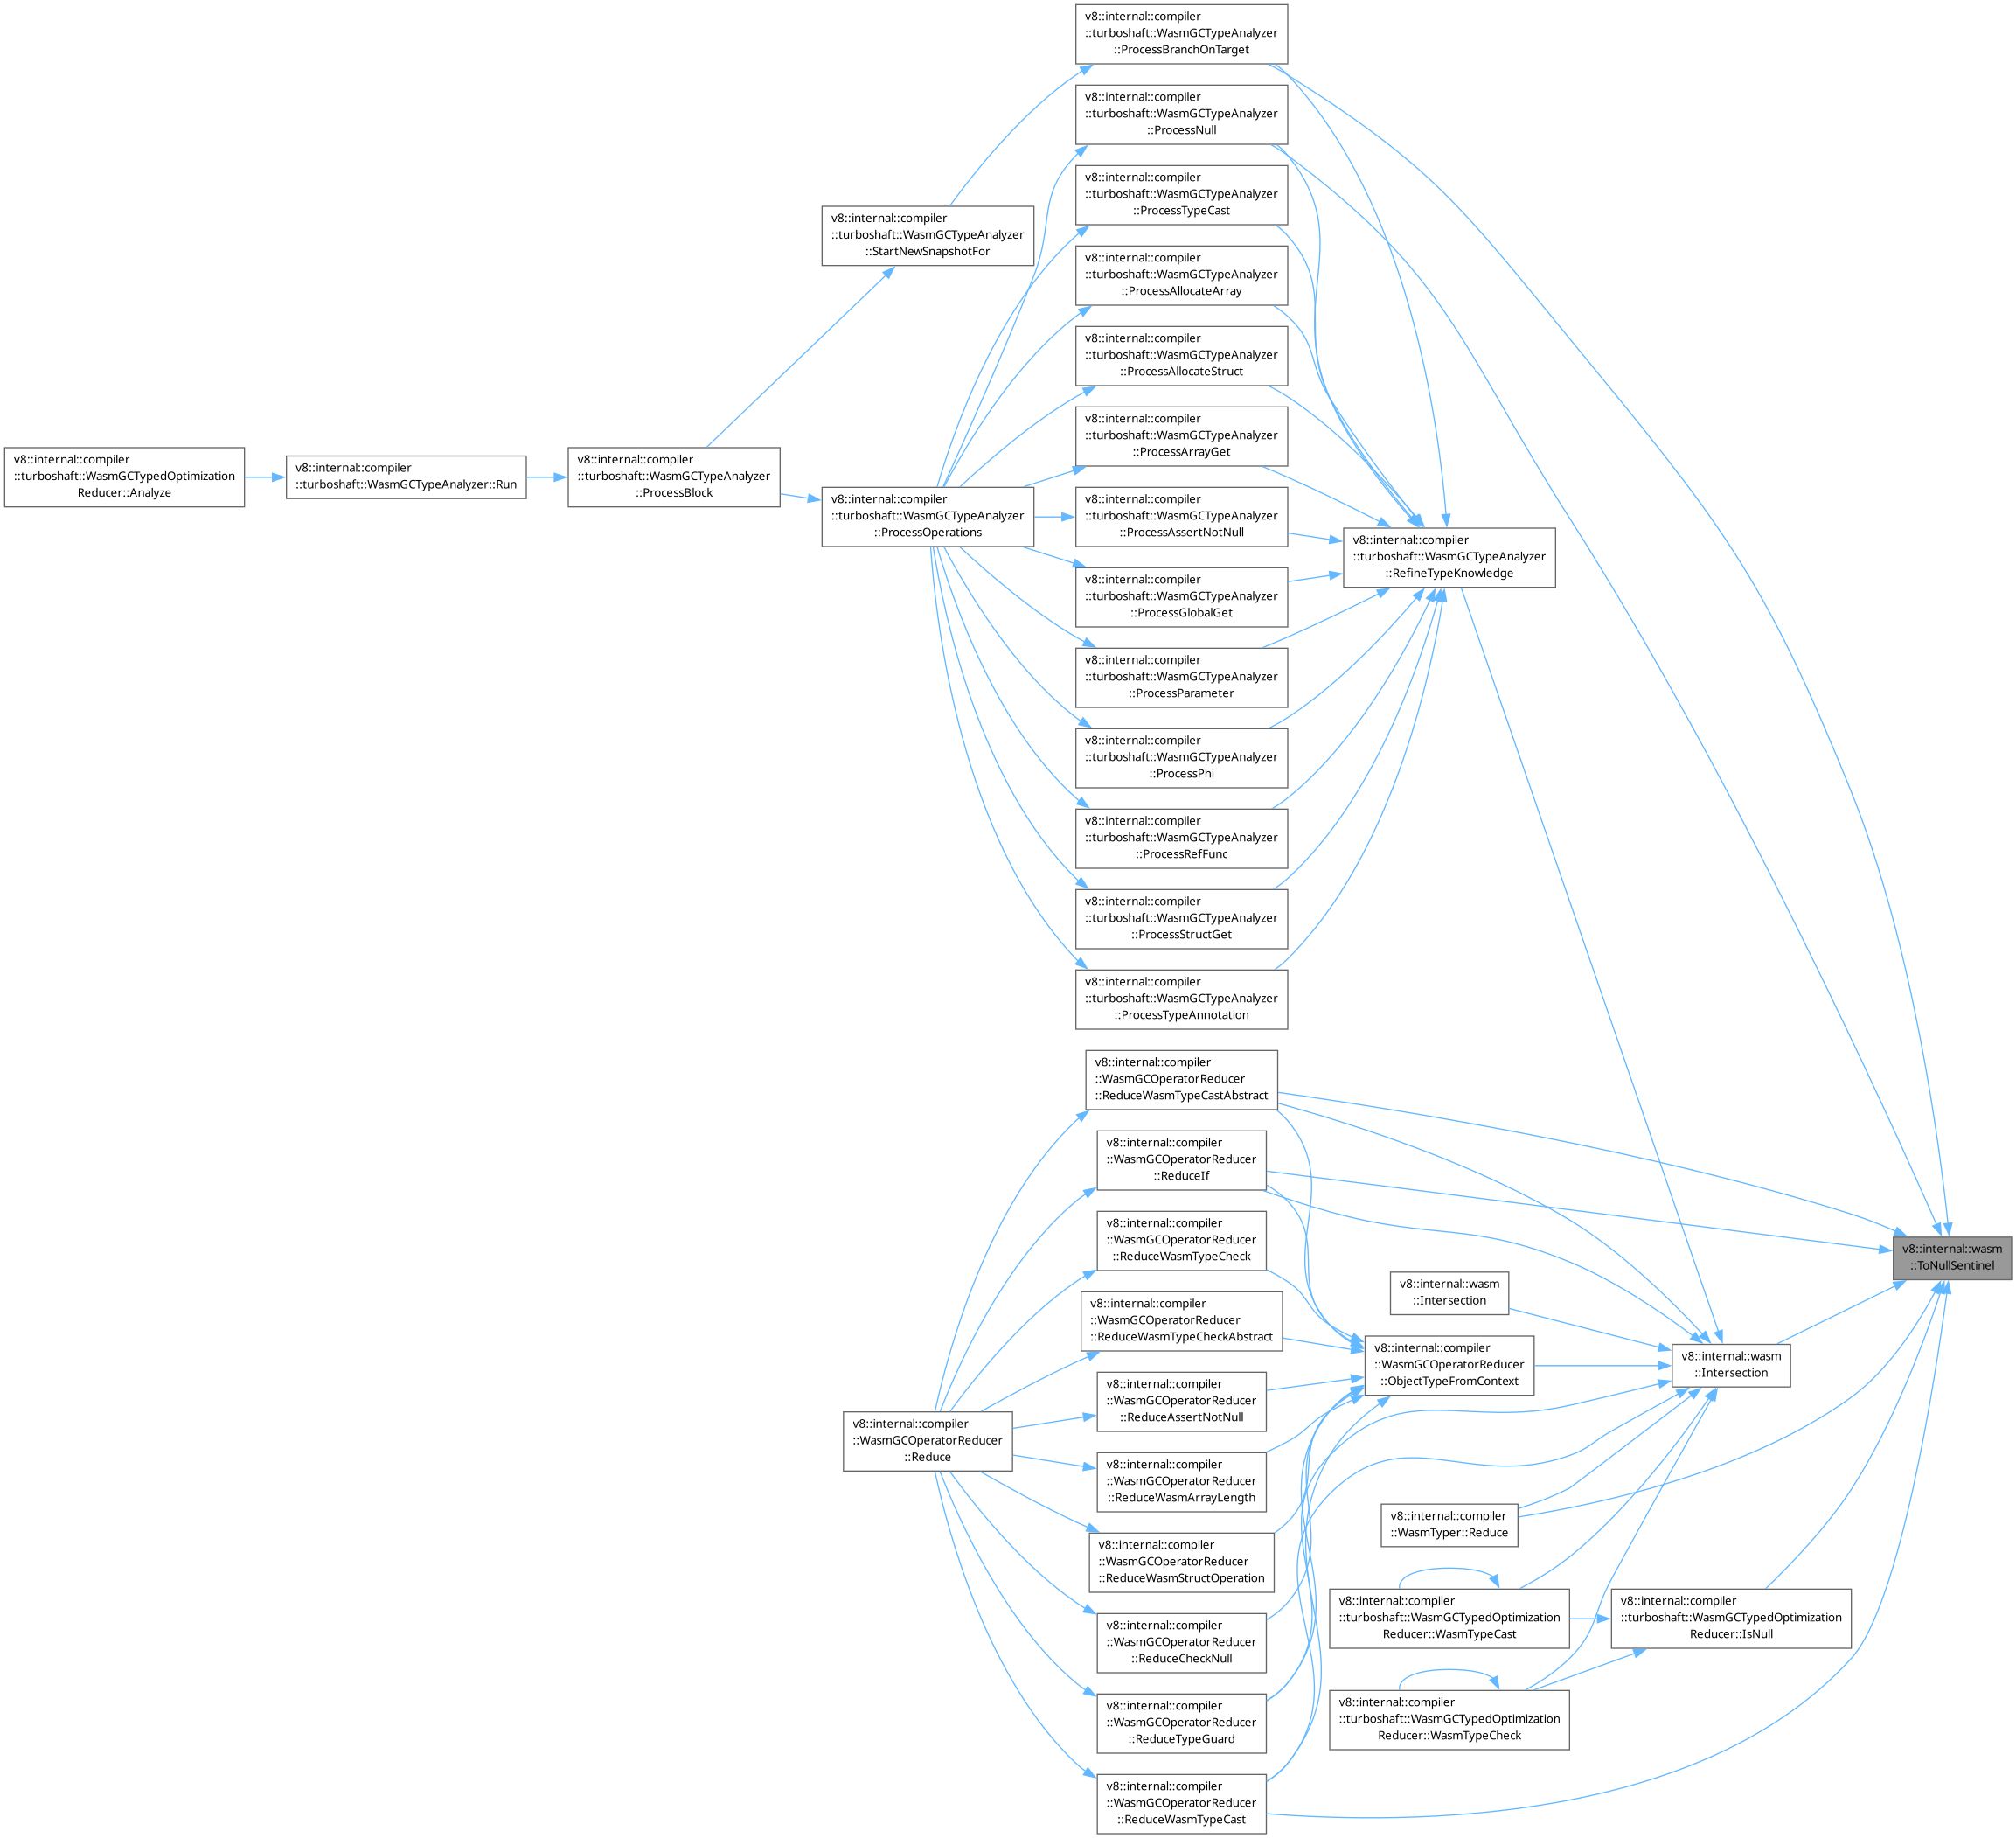 v8::internal::compiler
::turboshaft::WasmGCTypeAnalyzer
::ProcessBranchOnTarget
v8::internal::compiler
::turboshaft::WasmGCTypeAnalyzer
::ProcessNull
v8::internal::compiler
::turboshaft::WasmGCTypeAnalyzer
::ProcessTypeCast
v8::internal::compiler
::turboshaft::WasmGCTypeAnalyzer
::StartNewSnapshotFor
v8::internal::compiler
::turboshaft::WasmGCTypeAnalyzer
::ProcessAllocateArray
v8::internal::compiler
::turboshaft::WasmGCTypeAnalyzer
::ProcessAllocateStruct
v8::internal::compiler
::turboshaft::WasmGCTypeAnalyzer
::ProcessArrayGet
v8::internal::compiler
::turboshaft::WasmGCTypedOptimization
Reducer::Analyze
v8::internal::compiler
::turboshaft::WasmGCTypeAnalyzer::Run
v8::internal::compiler
::turboshaft::WasmGCTypeAnalyzer
::ProcessBlock
v8::internal::compiler
::turboshaft::WasmGCTypeAnalyzer
::ProcessOperations
v8::internal::compiler
::turboshaft::WasmGCTypeAnalyzer
::ProcessAssertNotNull
v8::internal::compiler
::turboshaft::WasmGCTypeAnalyzer
::RefineTypeKnowledge
v8::internal::compiler
::turboshaft::WasmGCTypeAnalyzer
::ProcessGlobalGet
v8::internal::compiler
::turboshaft::WasmGCTypeAnalyzer
::ProcessParameter
v8::internal::compiler
::turboshaft::WasmGCTypeAnalyzer
::ProcessPhi
v8::internal::compiler
::turboshaft::WasmGCTypeAnalyzer
::ProcessRefFunc
v8::internal::compiler
::turboshaft::WasmGCTypeAnalyzer
::ProcessStructGet
v8::internal::compiler
::turboshaft::WasmGCTypeAnalyzer
::ProcessTypeAnnotation
v8::internal::compiler
::WasmGCOperatorReducer
::ReduceWasmTypeCastAbstract
v8::internal::compiler
::WasmGCOperatorReducer
::ReduceIf
v8::internal::compiler
::WasmGCOperatorReducer
::ReduceWasmTypeCheck
v8::internal::wasm
::ToNullSentinel
v8::internal::wasm
::Intersection
v8::internal::compiler
::WasmGCOperatorReducer
::ReduceWasmTypeCheckAbstract
v8::internal::compiler
::WasmGCOperatorReducer
::ObjectTypeFromContext
v8::internal::wasm
::Intersection
v8::internal::compiler
::WasmGCOperatorReducer
::ReduceAssertNotNull
v8::internal::compiler
::WasmGCOperatorReducer
::Reduce
v8::internal::compiler
::WasmGCOperatorReducer
::ReduceWasmArrayLength
v8::internal::compiler
::WasmTyper::Reduce
v8::internal::compiler
::WasmGCOperatorReducer
::ReduceWasmStructOperation
v8::internal::compiler
::turboshaft::WasmGCTypedOptimization
Reducer::WasmTypeCast
v8::internal::compiler
::turboshaft::WasmGCTypedOptimization
Reducer::IsNull
v8::internal::compiler
::WasmGCOperatorReducer
::ReduceCheckNull
v8::internal::compiler
::turboshaft::WasmGCTypedOptimization
Reducer::WasmTypeCheck
v8::internal::compiler
::WasmGCOperatorReducer
::ReduceTypeGuard
v8::internal::compiler
::WasmGCOperatorReducer
::ReduceWasmTypeCast